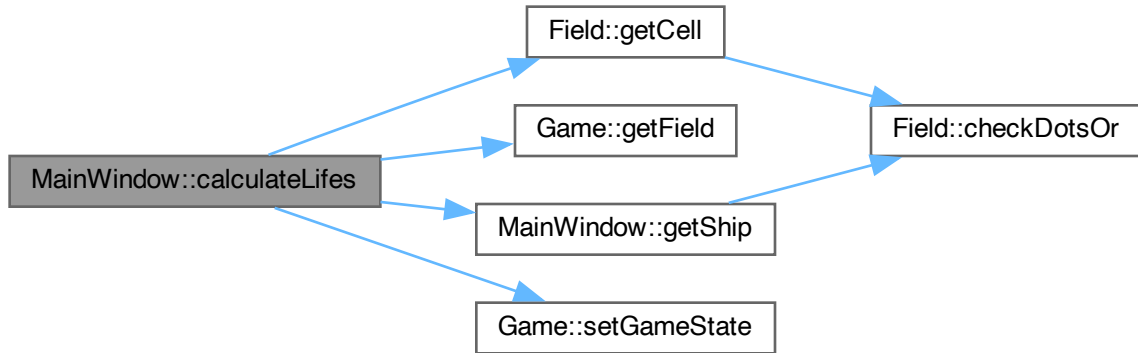 Field::getCell
Game::getField
Field::checkDotsOr
MainWindow::calculateLifes
MainWindow::getShip
Game::setGameState